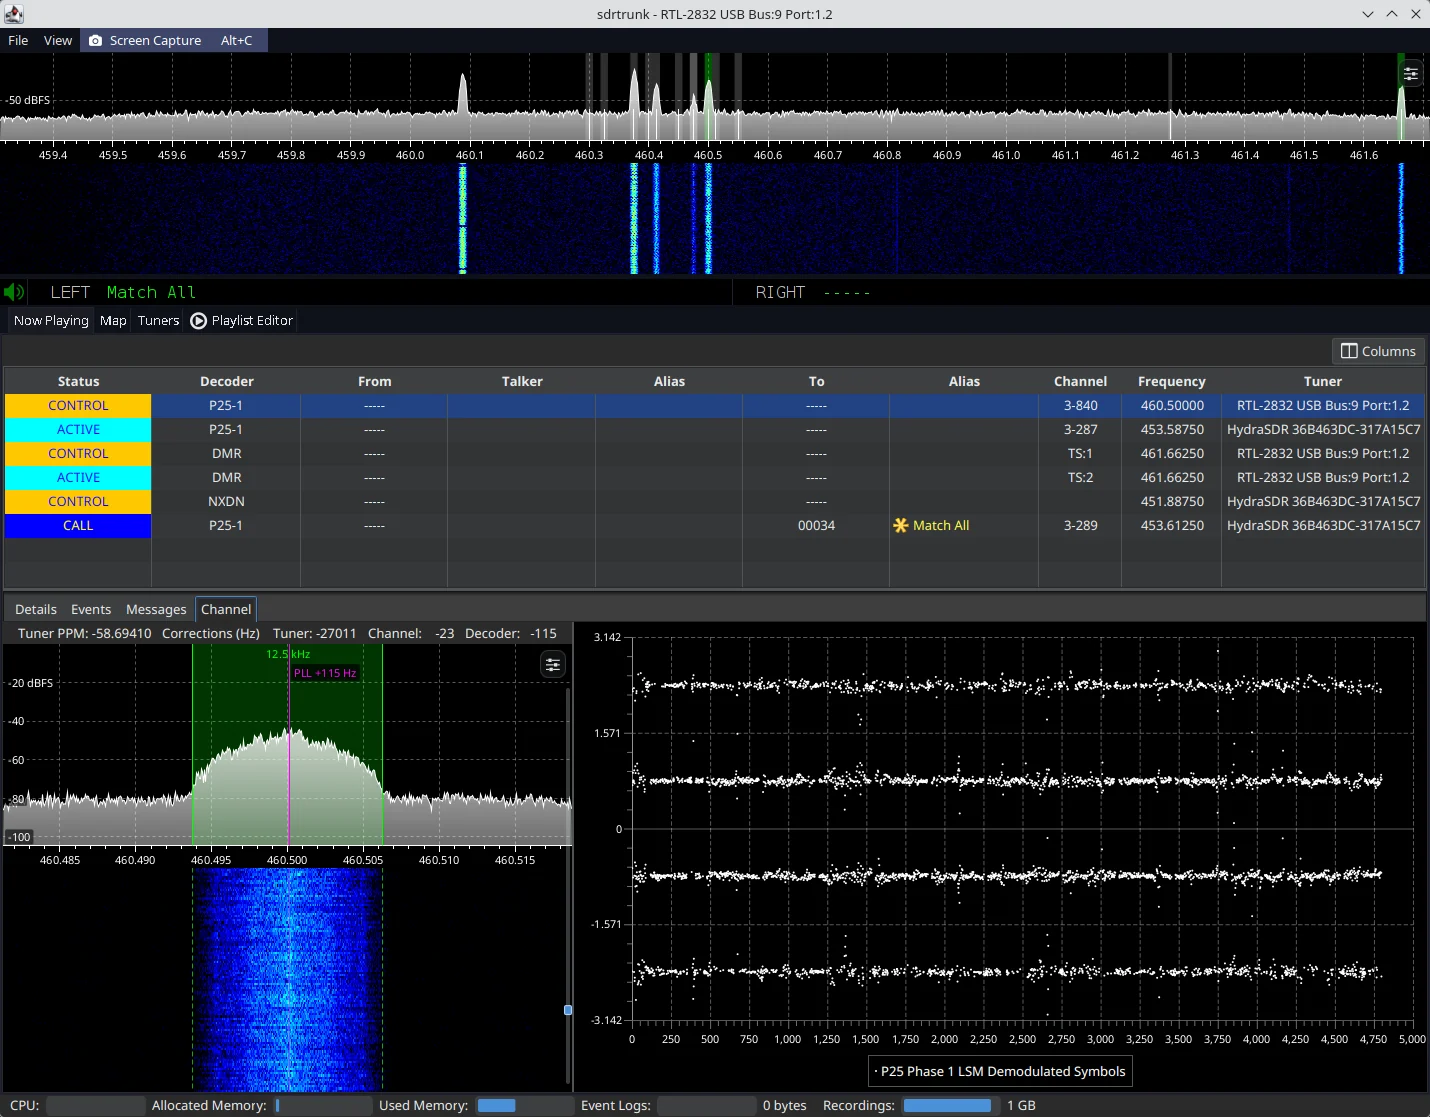 sdrtrunk - RTL-2832 USB Bus:9 Port:1.2
File View Screen Capture Alt+C
-50 dBFS
459.4 459.5 459.6 459.7 459.8 459.9 460.0 460.1 460.2 460.3 460.4 460.5 460.6 460.7 460.8 460.9 461.0 461.1 461.2 461.3 461.4 461.5 461.6
LEFT Match All RIGHT -----
Now Playing Map Tuners Playlist Editor
Columns
Status Decoder From Talker Alias To Alias Channel Frequency Tuner
CONTROL P25-1 ----- ----- 3-840 460.50000 RTL-2832 USB Bus:9 Port:1.2
ACTIVE P25-1 ----- ----- 3-287 453.58750 HydraSDR 36B463DC-317A15C7
CONTROL DMR ----- ----- TS:1 461.66250 RTL-2832 USB Bus:9 Port:1.2
ACTIVE DMR ----- ----- TS:2 461.66250 RTL-2832 USB Bus:9 Port:1.2
CONTROL NXDN ----- ----- 451.88750 HydraSDR 36B463DC-317A15C7
CALL P25-1 ----- 00034 Match All 3-289 453.61250 HydraSDR 36B463DC-317A15C7
Details Events Messages Channel
Tuner PPM: -58.69410 Corrections (Hz) Tuner: -27011 Channel: -23 Decoder: -115
12.5 kHz
PLL +115 Hz
-20 dBFS
-40
-60
-80
-100
460.485 460.490 460.495 460.500 460.505 460.510 460.515
3.142
1.571
0
-1.571
-3.142
0 250 500 750 1,000 1,250 1,500 1,750 2,000 2,250 2,500 2,750 3,000 3,250 3,500 3,750 4,000 4,250 4,500 4,750 5,000
· P25 Phase 1 LSM Demodulated Symbols
CPU: Allocated Memory: Used Memory: Event Logs: 0 bytes Recordings: 1 GB